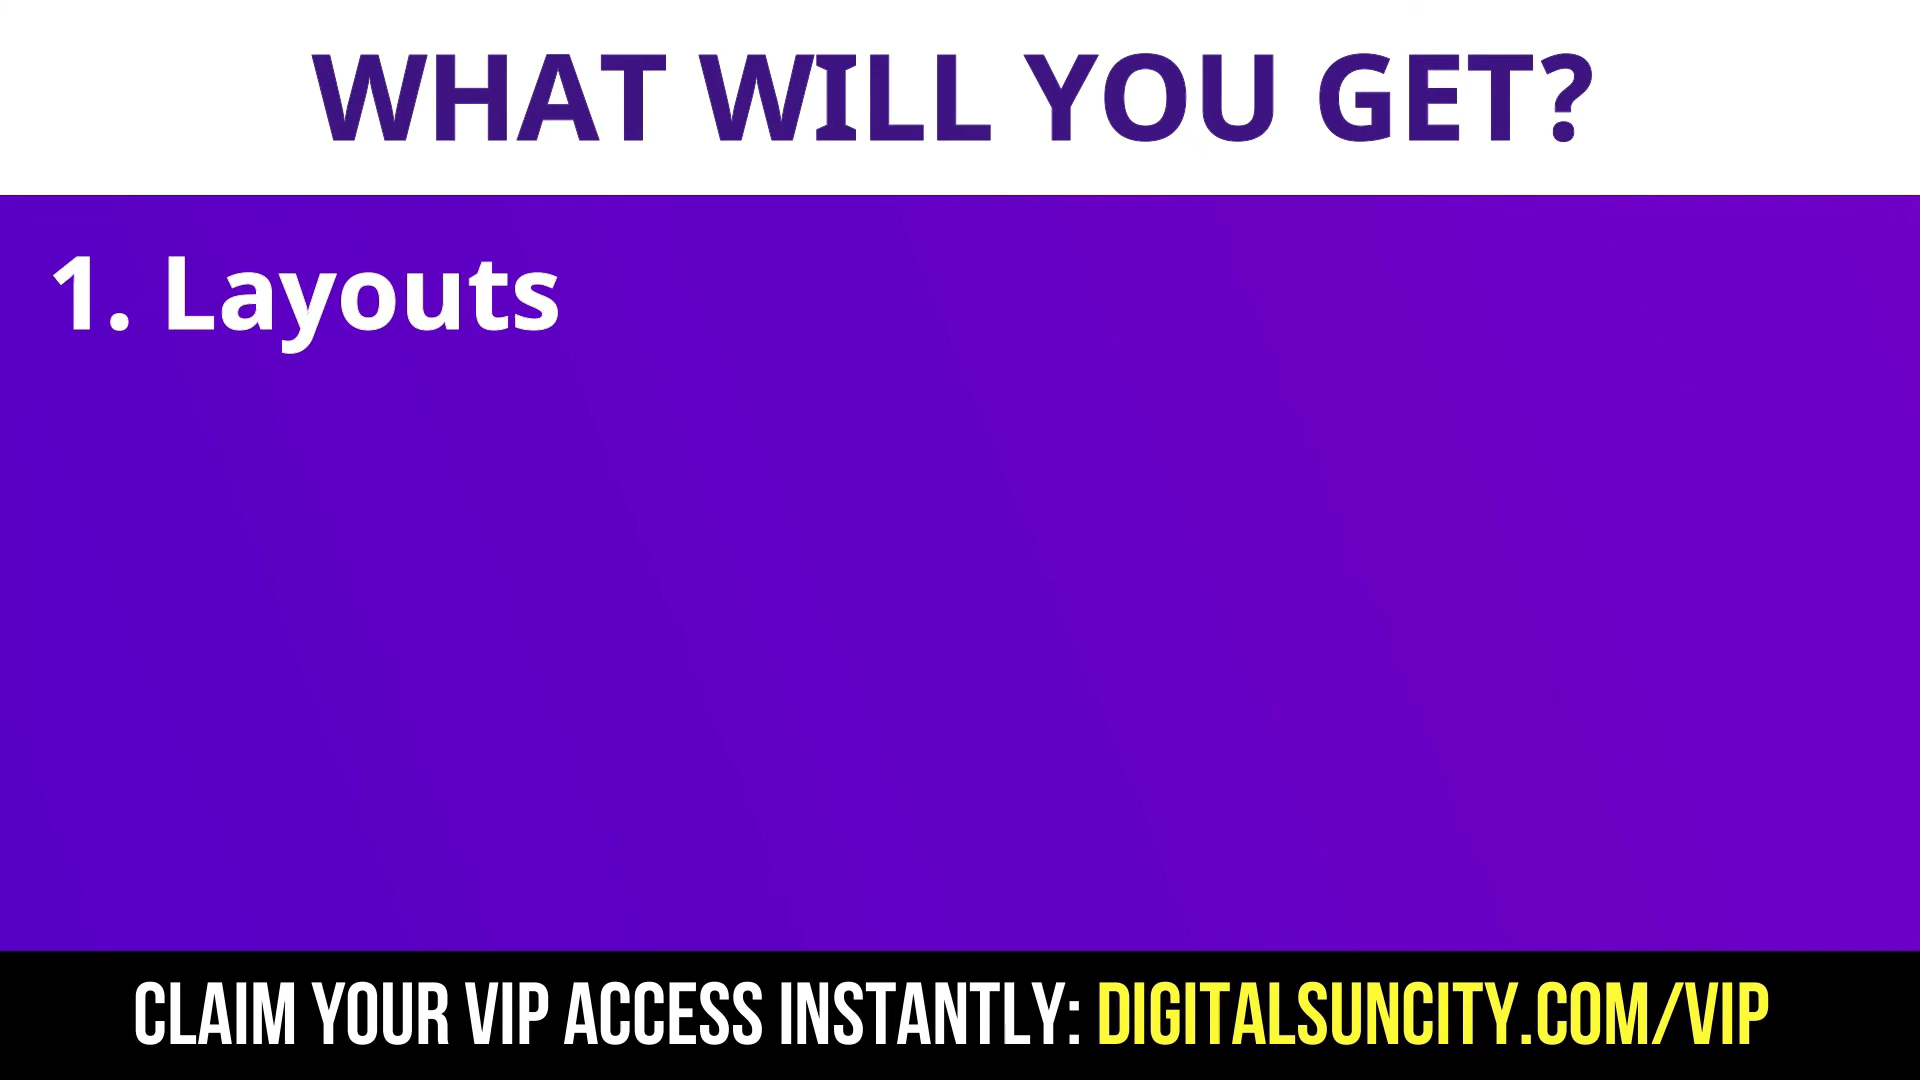 WHAT WILL YOU GET?
1. Layouts
CLAIM YOUR VIP ACCESS INSTANTLY: DIGITALSUNCITY.COM/VIP